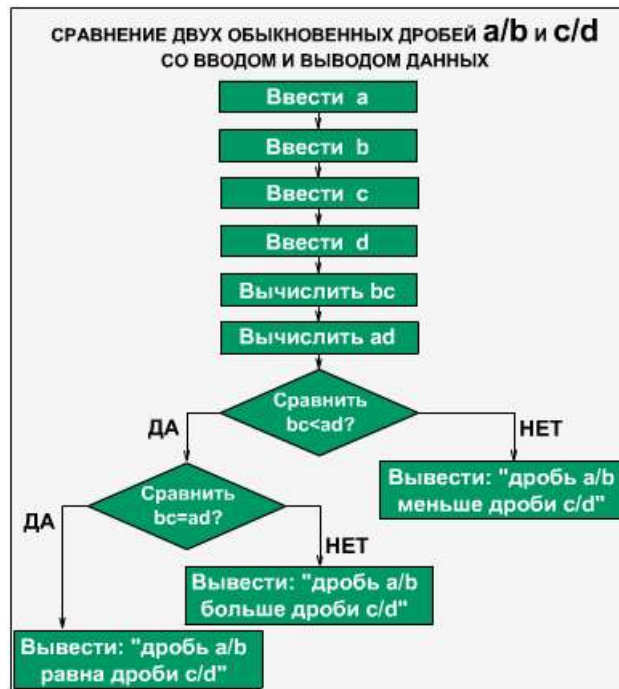 СРАВНЕНИЕ ДВУХ ОБЫКНОВЕННЫХ ДРОБЕЙ a/b И c/d
СО ВВОДОМ И ВЫВОДОМ ДАННЫХ
Ввести a
Ввести b
Ввести c
Ввести d
Вычислить bc
Вычислить ad
Сравнить
bc<ad?
ДА
НЕТ
Вывести: "дробь a/b
меньше дроби c/d"
Сравнить
bc=ad?
ДА
НЕТ
Вывести: "дробь a/b
больше дроби c/d"
Вывести: "дробь a/b
равна дроби c/d"